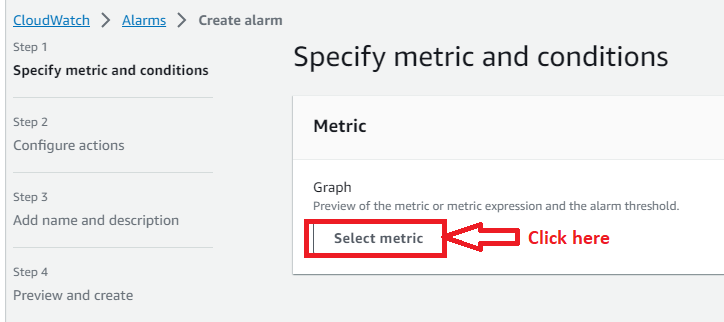 CloudWatch > Alarms > Create alarm
Step 1
Specify metric and conditions
Step 2
Configure actions
Step 3
Add name and description
Step 4
Preview and create
Specify metric and conditions
Metric
Graph
Preview of the metric or metric expression and the alarm threshold.
Select metric
Click here